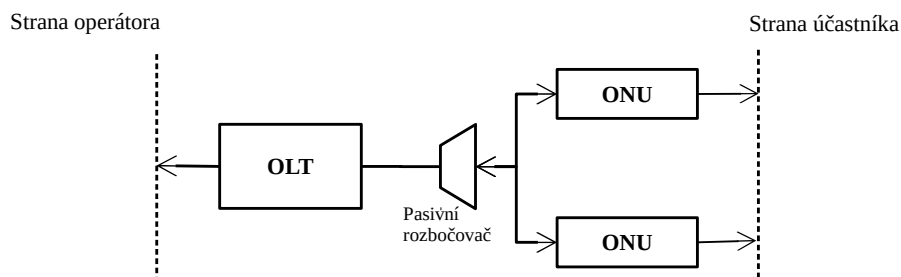 Strana operátora
Strana účastníka
ONU
OLT
Pasivní
rozbočovač
ONU